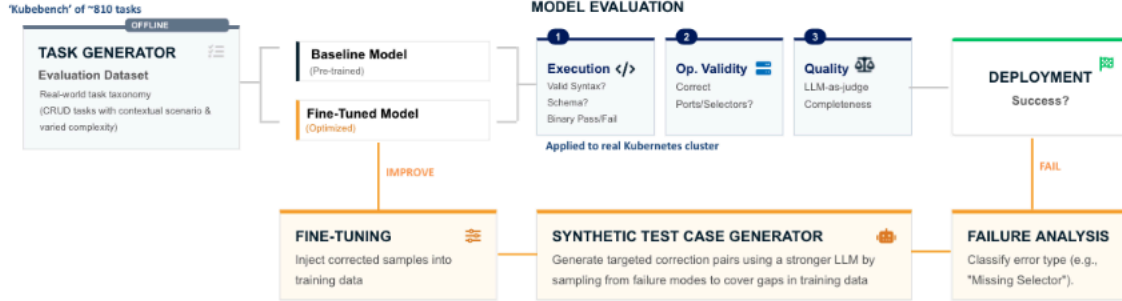 'Kubebench' of ~810 tasks
OFFLINE
TASK GENERATOR
Evaluation Dataset
Real-world task taxonomy
(CRUD tasks with contextual scenario &
varied complexity)
Baseline Model
(Pre-trained)
Fine-Tuned Model
(Optimized)
MODEL EVALUATION
1
Execution </>
Valid Syntax?
Schema?
Binary Pass/Fail
2
Op. Validity
Correct
Ports/Selectors?
3
Quality
LLM-as-judge
Completeness
Applied to real Kubernetes cluster
DEPLOYMENT
Success?
IMPROVE
FAIL
FINE-TUNING
Inject corrected samples into
training data
SYNTHETIC TEST CASE GENERATOR
Generate targeted correction pairs using a stronger LLM by
sampling from failure modes to cover gaps in training data
FAILURE ANALYSIS
Classify error type (e.g.,
"Missing Selector").